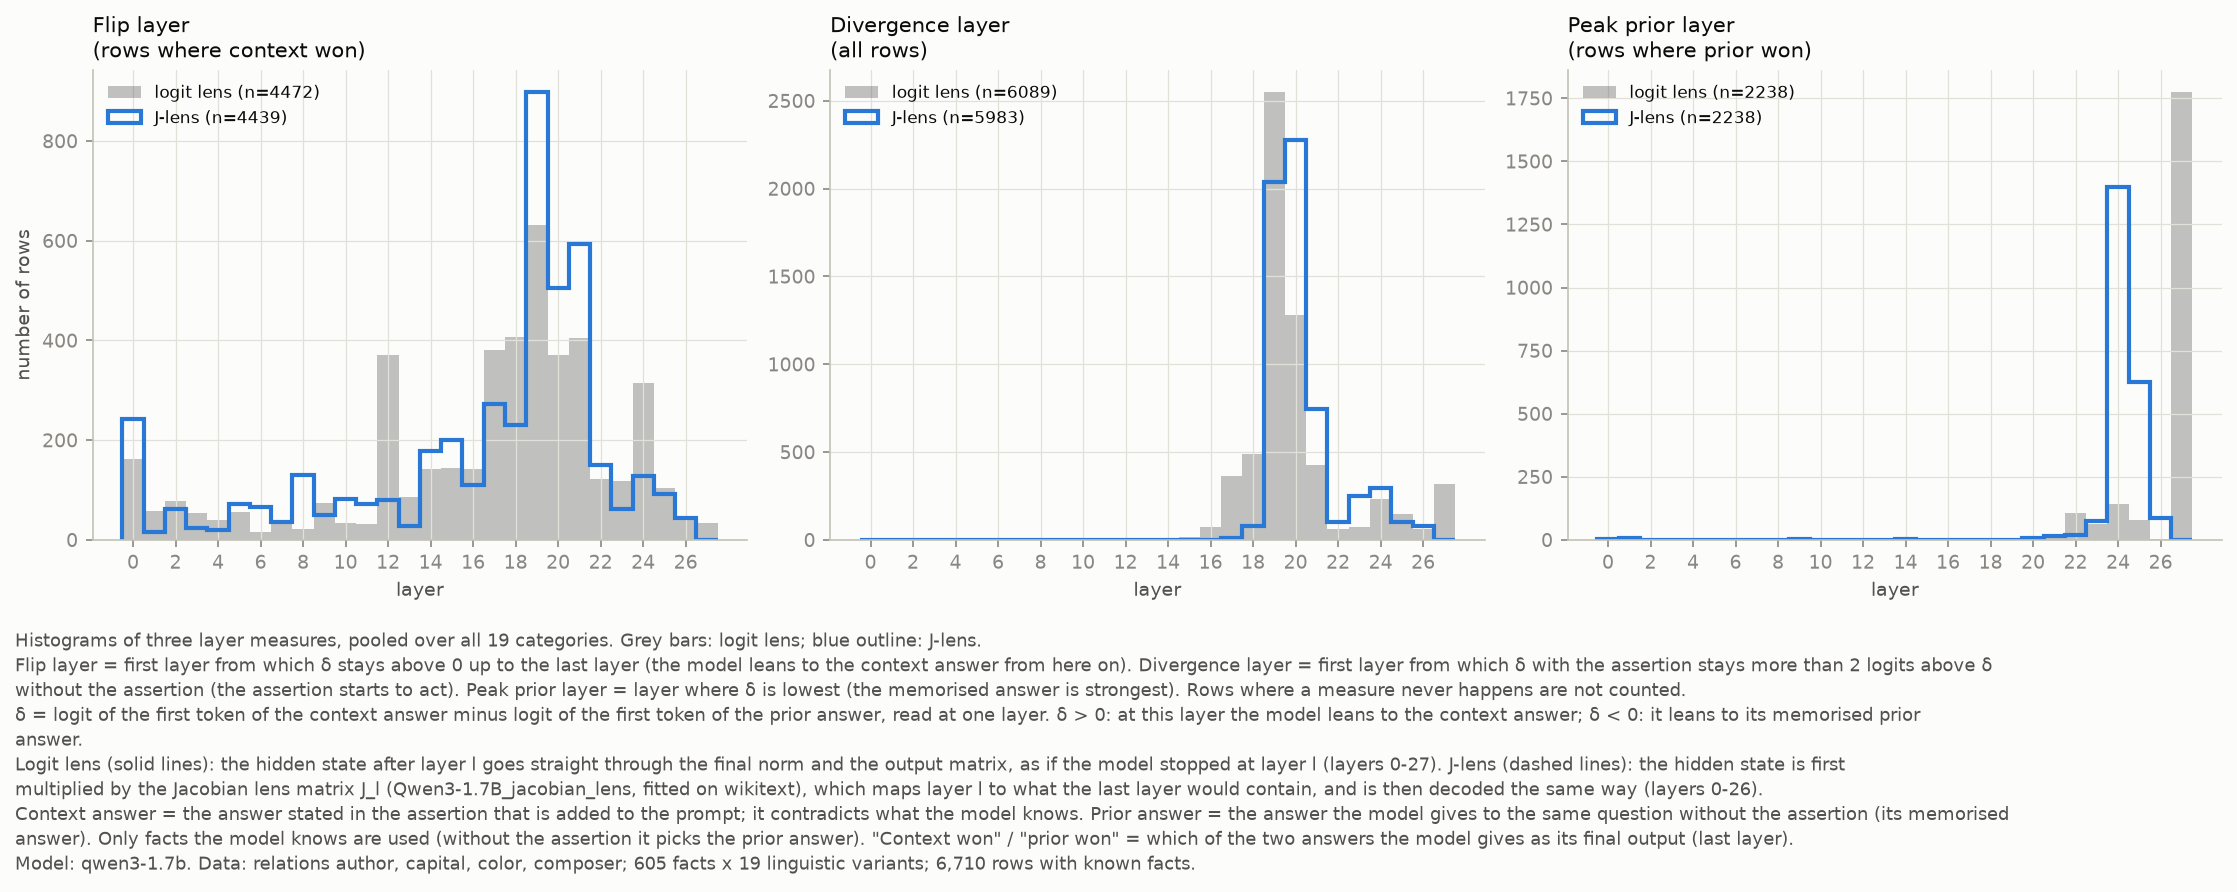 Flip layer
(rows where context won)
logit lens (n=4472)
J-lens (n=4439)
number of rows
800
600
400
200
0
0 2 4 6 8 10 12 14 16 18 20 22 24 26
layer
Divergence layer
(all rows)
logit lens (n=6089)
J-lens (n=5983)
2500
2000
1500
1000
500
0
0 2 4 6 8 10 12 14 16 18 20 22 24 26
layer
Peak prior layer
(rows where prior won)
logit lens (n=2238)
J-lens (n=2238)
1750
1500
1250
1000
750
500
250
0
0 2 4 6 8 10 12 14 16 18 20 22 24 26
layer
Histograms of three layer measures, pooled over all 19 categories. Grey bars: logit lens; blue outline: J-lens.
Flip layer = first layer from which δ stays above 0 up to the last layer (the model leans to the context answer from here on). Divergence layer = first layer from which δ with the assertion stays more than 2 logits above δ
without the assertion (the assertion starts to act). Peak prior layer = layer where δ is lowest (the memorised answer is strongest). Rows where a measure never happens are not counted.
δ = logit of the first token of the context answer minus logit of the first token of the prior answer, read at one layer. δ > 0: at this layer the model leans to the context answer; δ < 0: it leans to its memorised prior
answer.
Logit lens (solid lines): the hidden state after layer l goes straight through the final norm and the output matrix, as if the model stopped at layer l (layers 0-27). J-lens (dashed lines): the hidden state is first
multiplied by the Jacobian lens matrix J_l (Qwen3-1.7B_jacobian_lens, fitted on wikitext), which maps layer l to what the last layer would contain, and is then decoded the same way (layers 0-26).
Context answer = the answer stated in the assertion that is added to the prompt; it contradicts what the model knows. Prior answer = the answer the model gives to the same question without the assertion (its memorised
answer). Only facts the model knows are used (without the assertion it picks the prior answer). "Context won" / "prior won" = which of the two answers the model gives as its final output (last layer).
Model: qwen3-1.7b. Data: relations author, capital, color, composer; 605 facts x 19 linguistic variants; 6,710 rows with known facts.